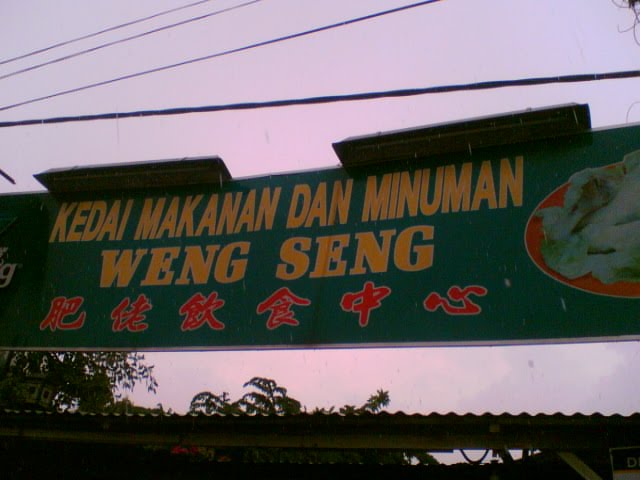 KEDAI MAKANAN DAN MINUMAN
WENG SENG
肥佬飲食中心